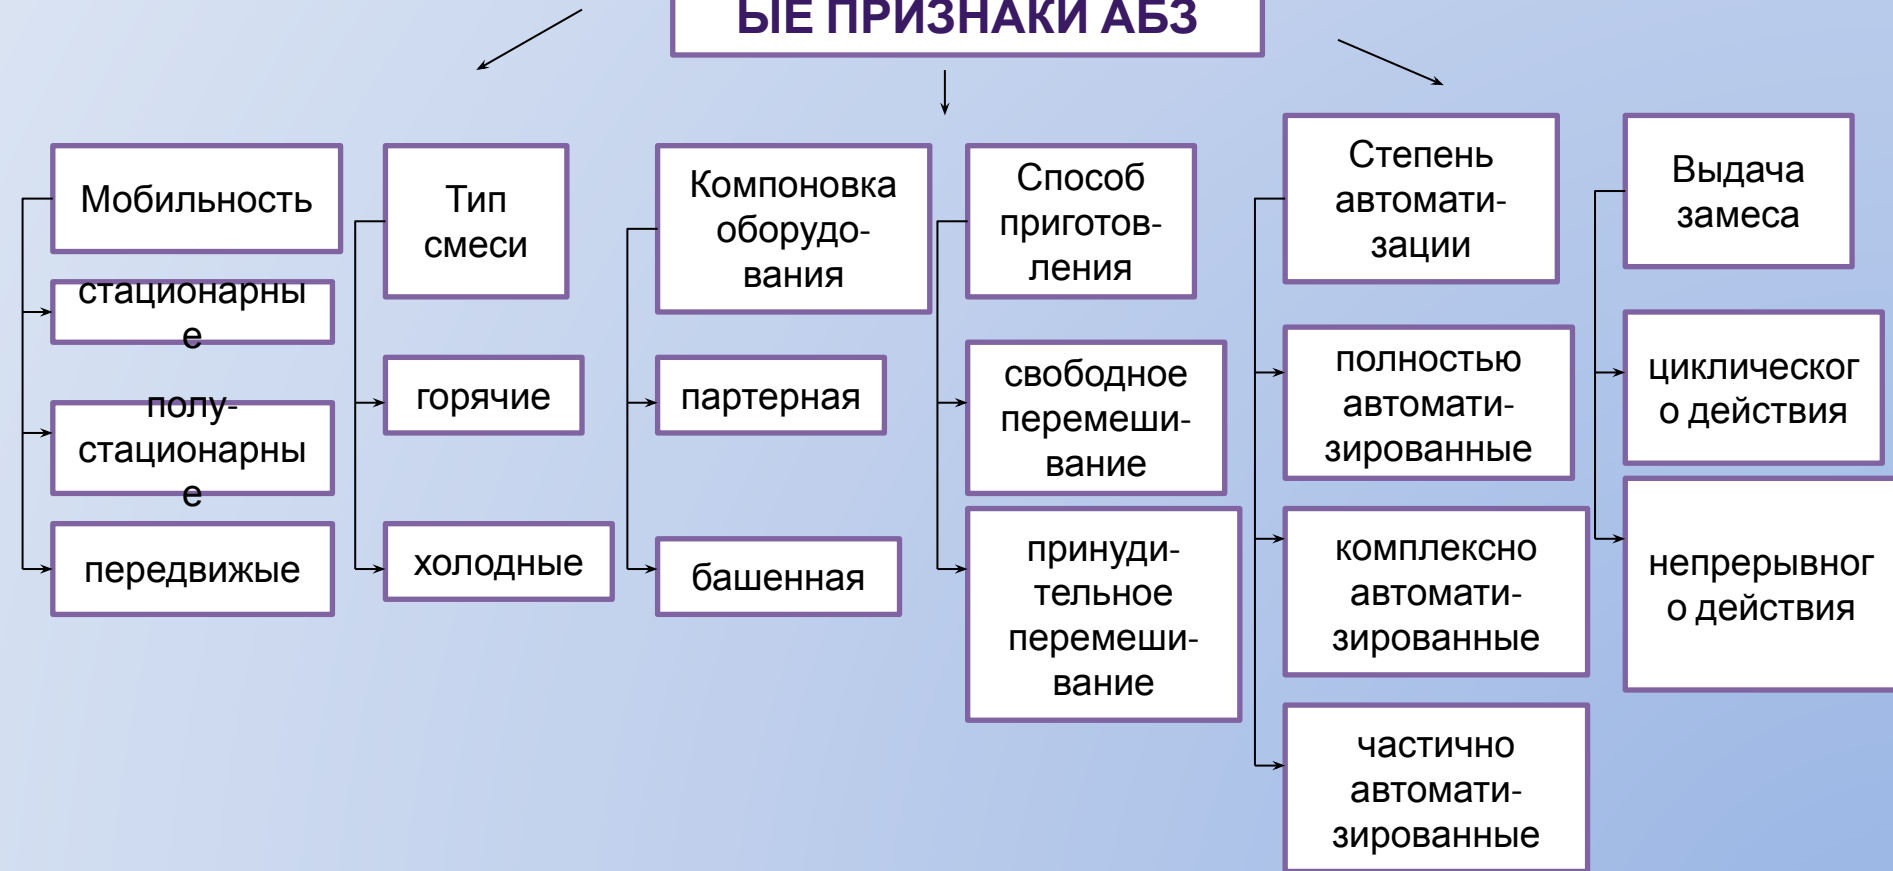 ЫЕ ПРИЗНАКИ АБЗ
Мобильность
стационарны
е
полу-
стационарны
е
передвижые
Тип
смеси
горячие
холодные
Компоновка
оборудо-
вания
партерная
башенная
Способ
приготов-
ления
свободное
перемеши-
вание
принуди-
тельное
перемеши-
вание
Степень
автомати-
зации
полностью
автомати-
зированные
комплексно
автомати-
зированные
частично
автомати-
зированные
Выдача
замеса
циклическог
о действия
непрерывног
о действия